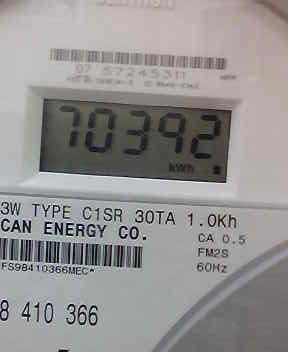 07 57245311
70392
kWh
3W TYPE C1SR 30TA 1.0Kh
CAN ENERGY CO.
CA 0.5
FM2S
FS98410366MEC*
60Hz
8 410 366